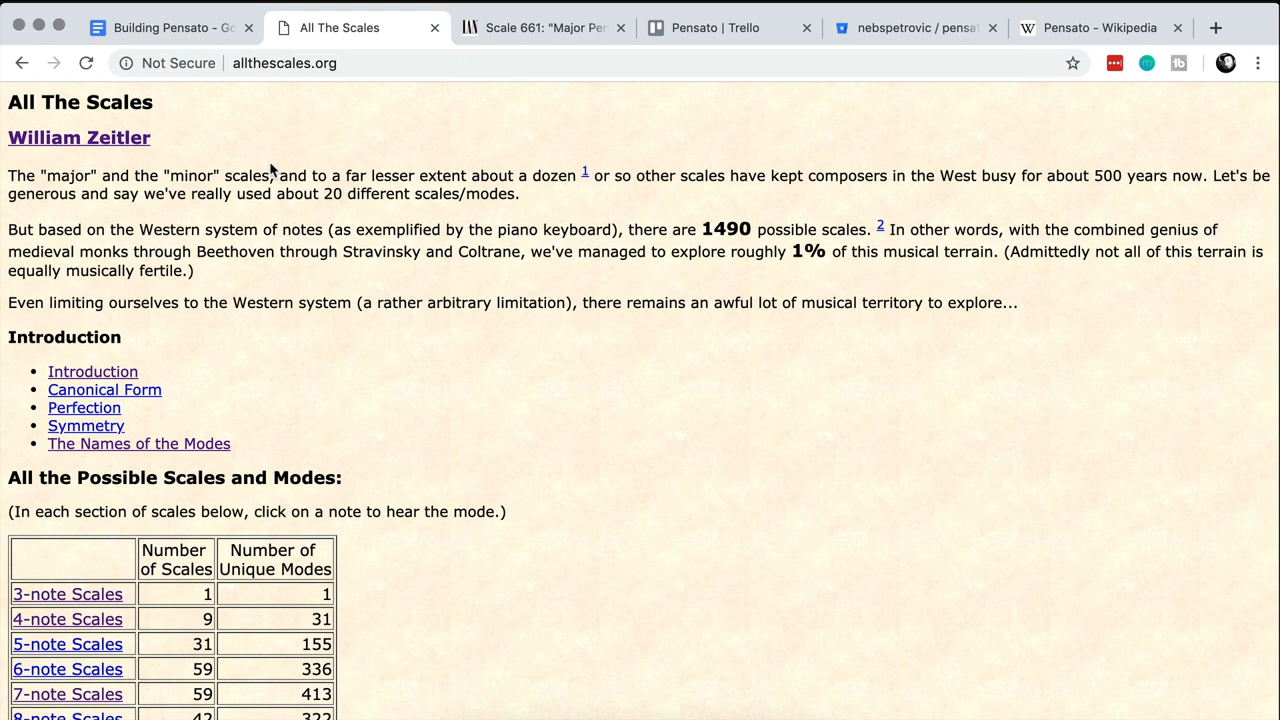 Building Pensato - Go
All The Scales
Scale 661: "Major Pen
Pensato | Trello
nebspetrovic / pensat
Pensato - Wikipedia
Not Secure | allthescales.org
All The Scales
William Zeitler
The "major" and the "minor" scales, and to a far lesser extent about a dozen 1 or so other scales have kept composers in the West busy for about 500 years now. Let's be
generous and say we've really used about 20 different scales/modes.
But based on the Western system of notes (as exemplified by the piano keyboard), there are 1490 possible scales. 2 In other words, with the combined genius of
medieval monks through Beethoven through Stravinsky and Coltrane, we've managed to explore roughly 1% of this musical terrain. (Admittedly not all of this terrain is
equally musically fertile.)
Even limiting ourselves to the Western system (a rather arbitrary limitation), there remains an awful lot of musical territory to explore...
Introduction
• Introduction
• Canonical Form
• Perfection
• Symmetry
• The Names of the Modes
All the Possible Scales and Modes:
(In each section of scales below, click on a note to hear the mode.)
Number of Scales Number of Unique Modes
3-note Scales 1 1
4-note Scales 9 31
5-note Scales 31 155
6-note Scales 59 336
7-note Scales 59 413
8-note Scales 42 322